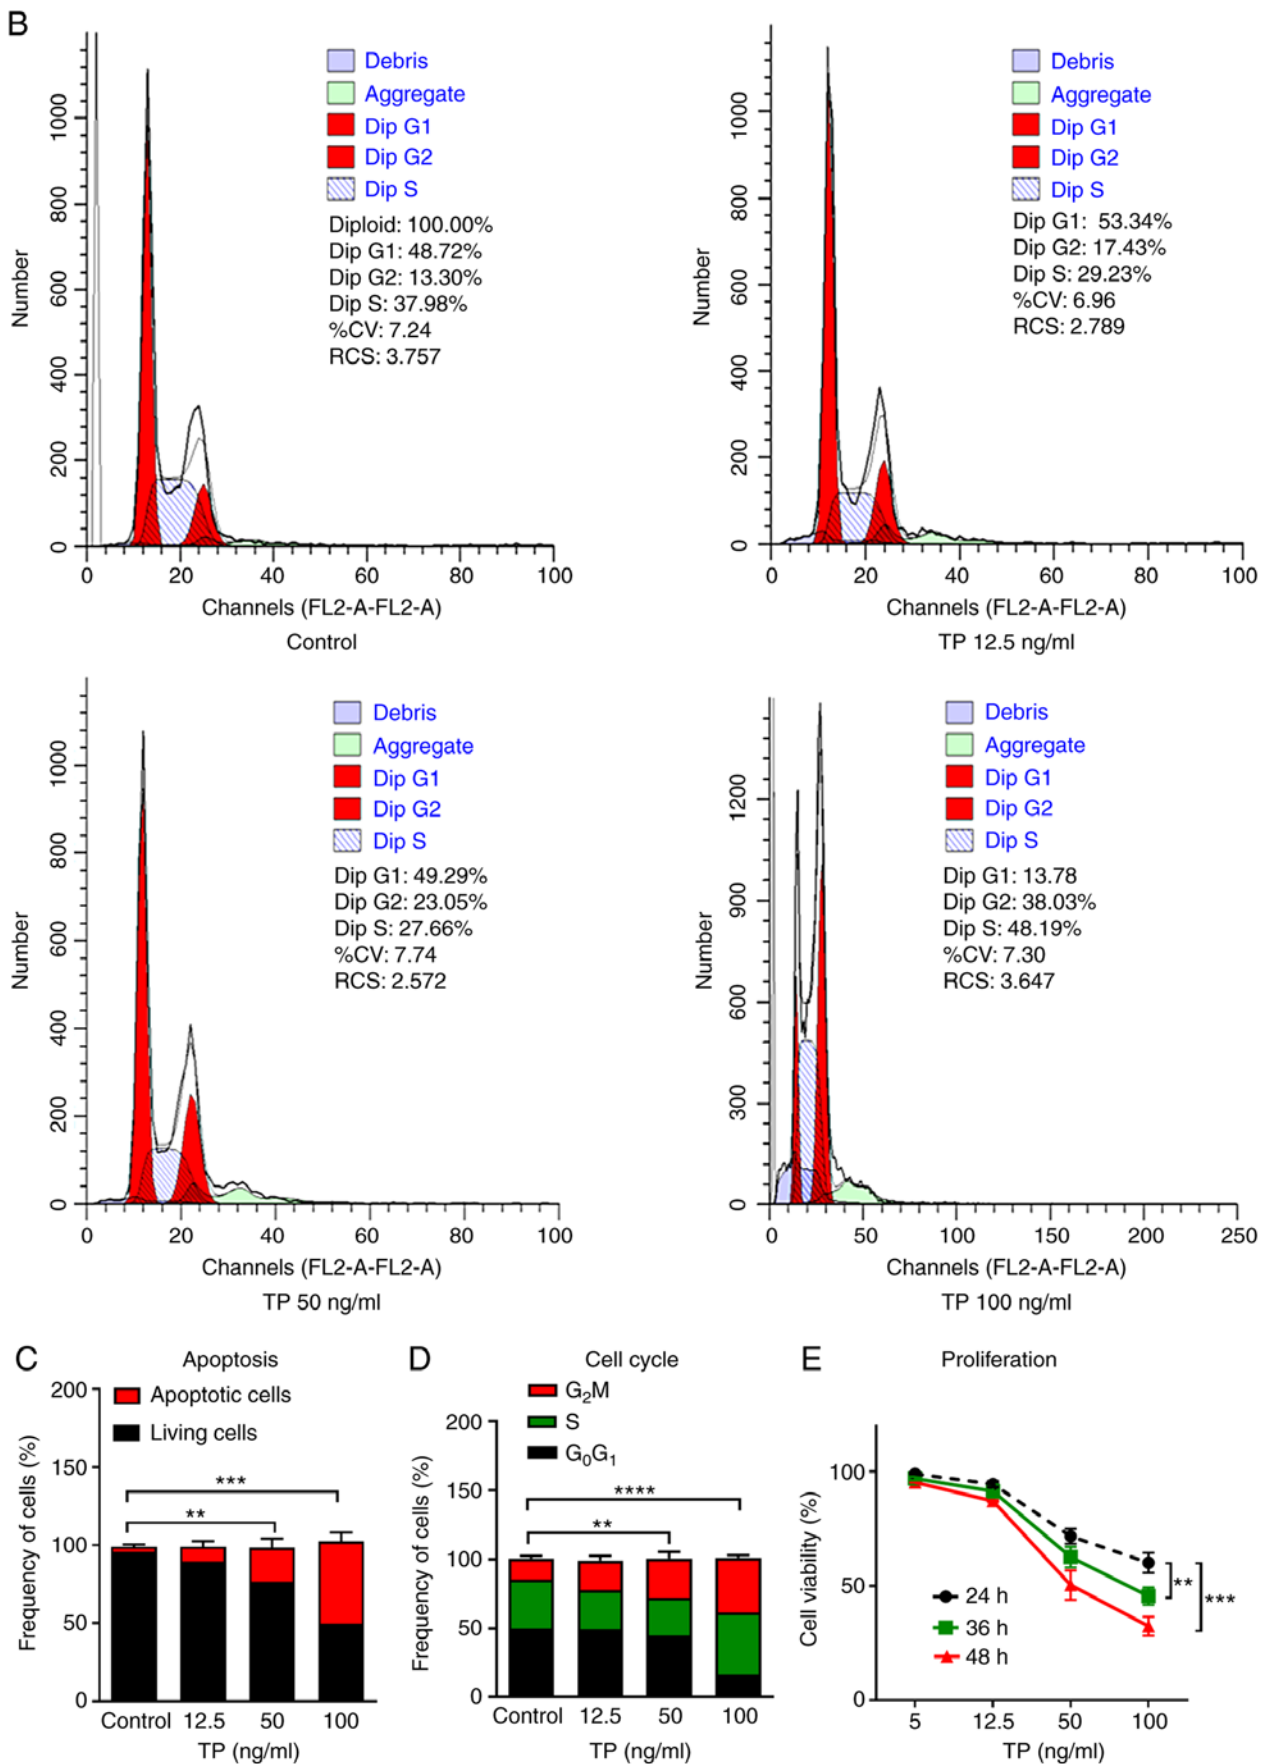 B
Debris
Aggregate
Dip G1
Dip G2
Dip S
Diploid: 100.00%
Dip G1: 48.72%
Dip G2: 13.30%
Dip S: 37.98%
%CV: 7.24
RCS: 3.757
Number
0
200
400
600
800
1000
0 20 40 60 80 100
Channels (FL2-A-FL2-A)
Control
Debris
Aggregate
Dip G1
Dip G2
Dip S
Dip G1: 53.34%
Dip G2: 17.43%
Dip S: 29.23%
%CV: 6.96
RCS: 2.789
Number
0
200
400
600
800
1000
0 20 40 60 80 100
Channels (FL2-A-FL2-A)
TP 12.5 ng/ml
Debris
Aggregate
Dip G1
Dip G2
Dip S
Dip G1: 49.29%
Dip G2: 23.05%
Dip S: 27.66%
%CV: 7.74
RCS: 2.572
Number
0
200
400
600
800
1000
0 20 40 60 80 100
Channels (FL2-A-FL2-A)
TP 50 ng/ml
Debris
Aggregate
Dip G1
Dip G2
Dip S
Dip G1: 13.78
Dip G2: 38.03%
Dip S: 48.19%
%CV: 7.30
RCS: 3.647
Number
0
300
600
900
1200
0 50 100 150 200 250
Channels (FL2-A-FL2-A)
TP 100 ng/ml
C
Apoptosis
Apoptotic cells
Living cells
***
**
Frequency of cells (%)
200
150
100
50
0
Control 12.5 50 100
TP (ng/ml)
D
Cell cycle
G₂M
S
G₀G₁
****
**
Frequency of cells (%)
200
150
100
50
0
Control 12.5 50 100
TP (ng/ml)
E
Proliferation
Cell viability (%)
100
50
0
24 h
36 h
48 h
**
***
5 12.5 50 100
TP (ng/ml)